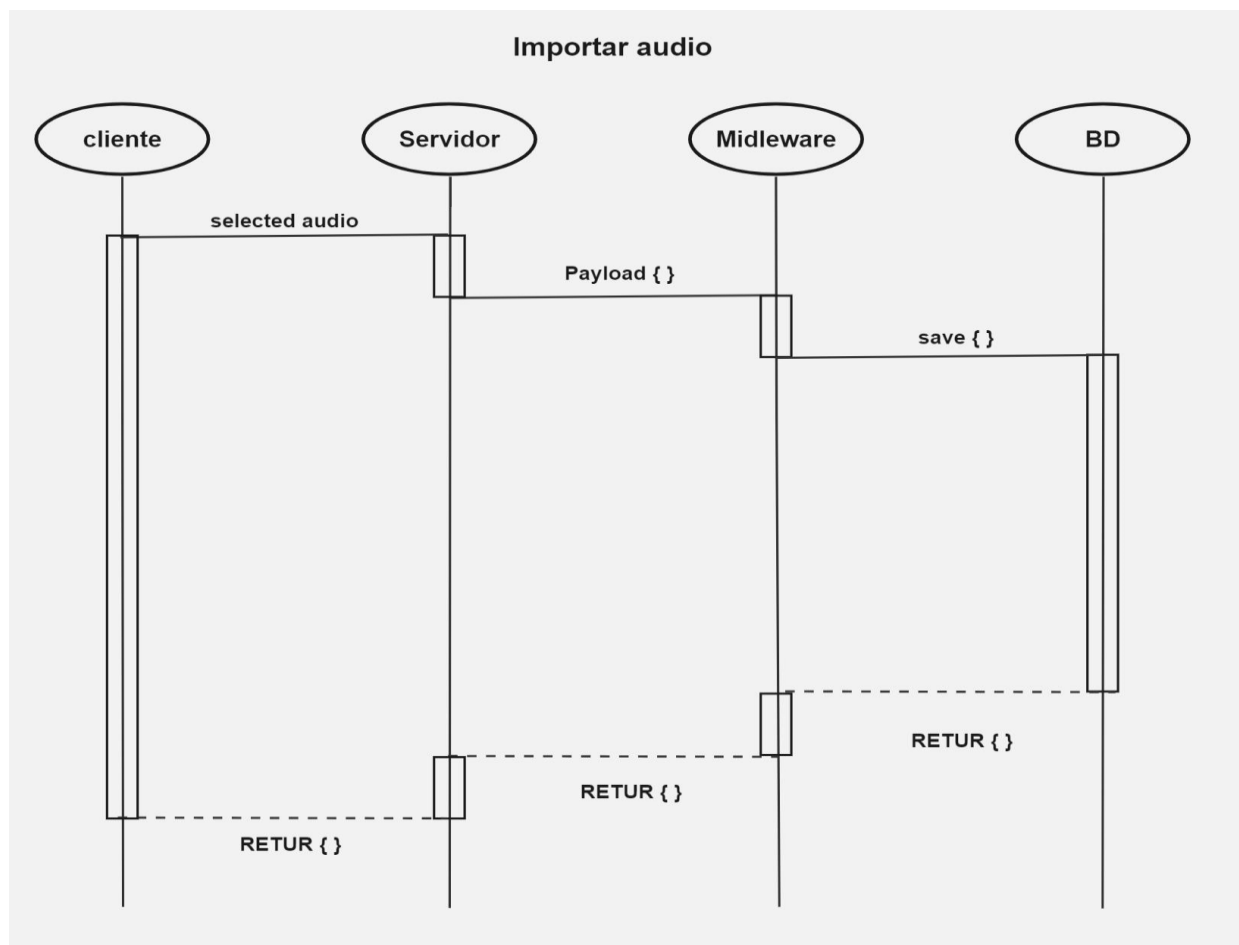 Importar audio
cliente
Servidor
Midleware
BD
selected audio
Payload { }
save { }
RETUR { }
RETUR { }
RETUR { }